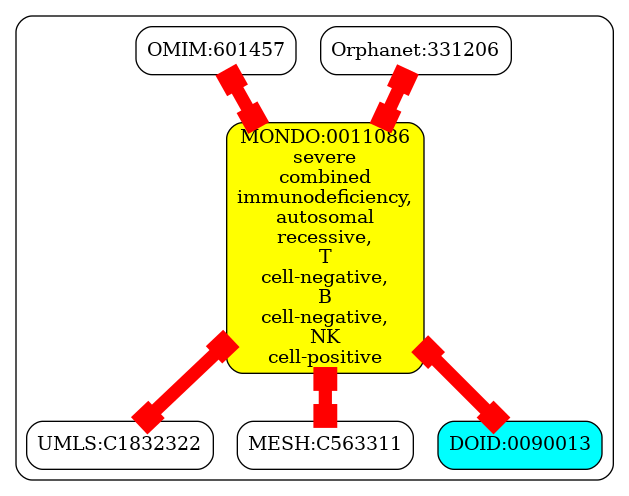 OMIM:601457
Orphanet:331206
MONDO:0011086
severe
combined
immunodeficiency,
autosomal
recessive,
T
cell-negative,
B
cell-negative,
NK
cell-positive
UMLS:C1832322
MESH:C563311
DOID:0090013